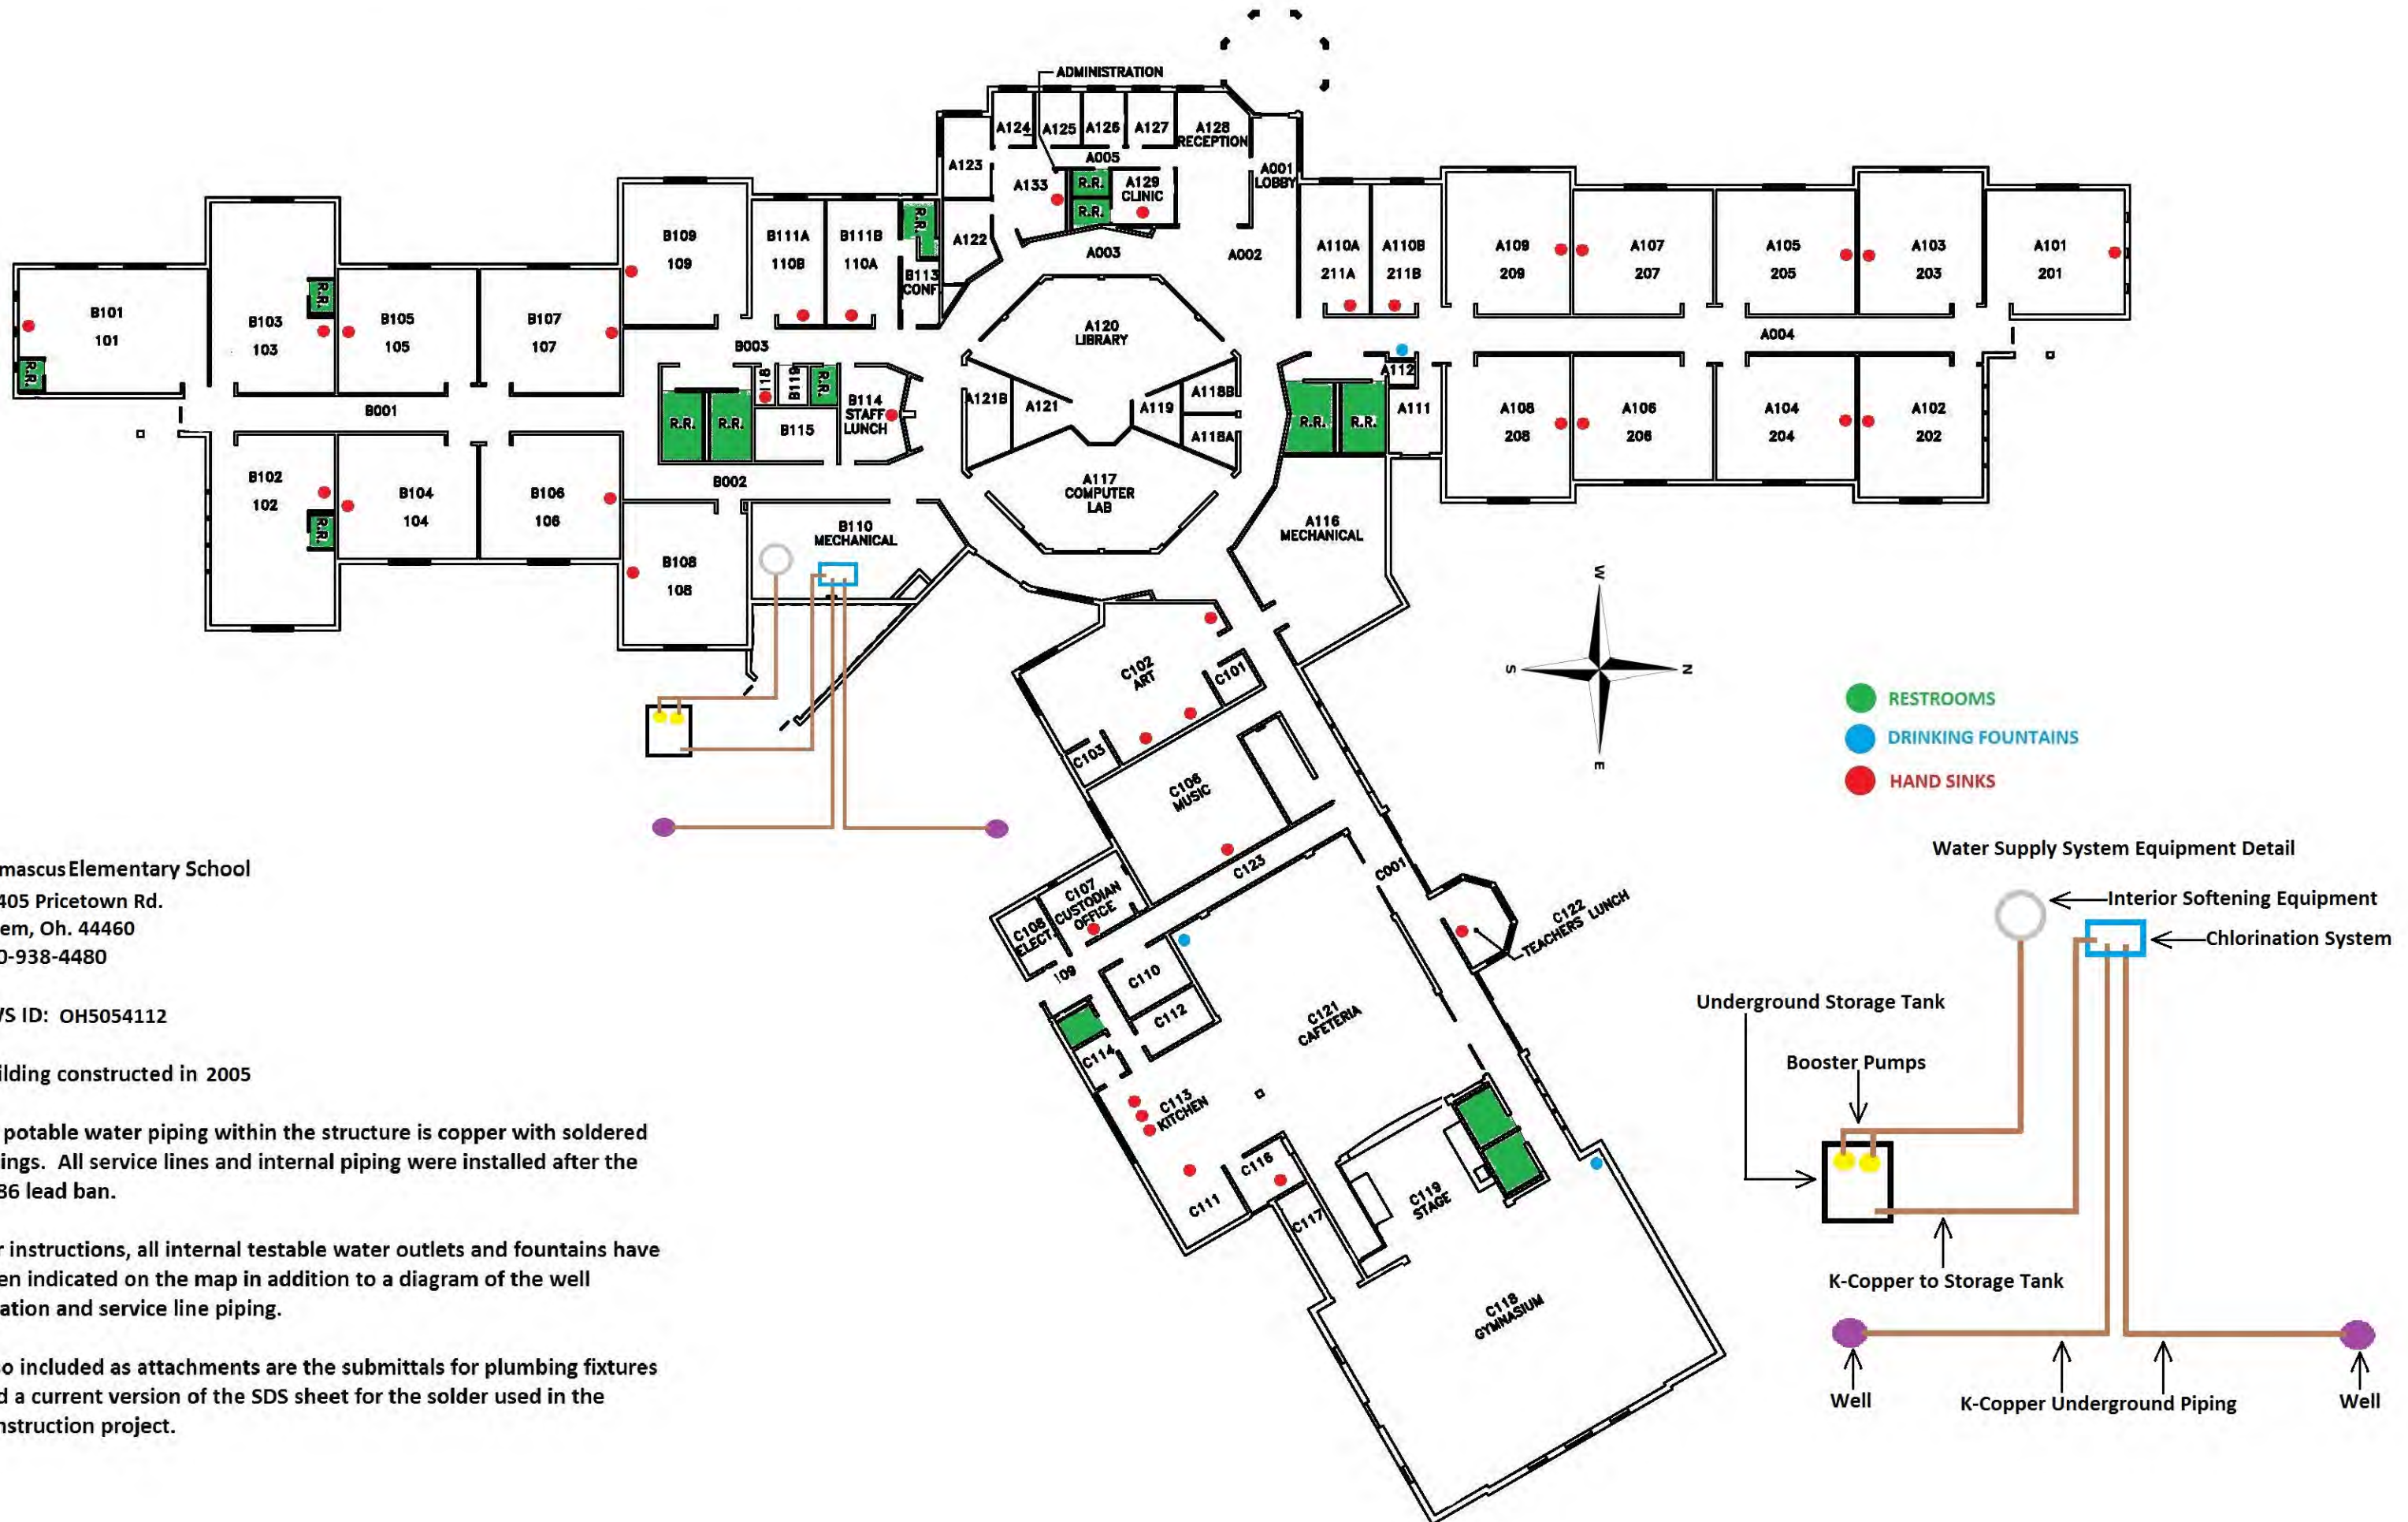 ADMINISTRATION
A124
A125
A126
A127
A128
RECEPTION
A123
A005
A001
LOBBY
A133
R.R.
A129
CLINIC
R.R.
A122
A003
A002
B109
109
B111A
110B
B111B
110A
R.R.
B113
CONF.
A110A
211A
A110B
211B
A109
209
A107
207
A105
205
A103
203
A101
201
B101
101
R.R.
B103
103
R.R.
B105
105
B107
107
B003
A120
LIBRARY
A004
B119
R.R.
B114
STAFF
LUNCH
R.R.
R.R.
B115
A121B
A121
A119
A118B
A118A
A112
R.R.
R.R.
A111
A108
208
A106
206
A104
204
A102
202
B001
B102
102
R.R.
B104
104
B106
106
B002
A117
COMPUTER
LAB
B110
MECHANICAL
A116
MECHANICAL
B108
108
W
S
N
E
C102
ART
C101
C103
C106
MUSIC
RESTROOMS
DRINKING FOUNTAINS
HAND SINKS
C123
C001
C107
CUSTODIAN
OFFICE
C108
ELECT.
109
C110
C112
C114
C122
TEACHERS LUNCH
C121
CAFETERIA
C113
KITCHEN
C116
C111
C117
C119
STAGE
C118
GYMNASIUM
mascus Elementary School
405 Pricetown Rd.
em, Oh. 44460
0-938-4480
VS ID: OH5054112
ilding constructed in 2005
potable water piping within the structure is copper with soldered
ings. All service lines and internal piping were installed after the
86 lead ban.
r instructions, all internal testable water outlets and fountains have
en indicated on the map in addition to a diagram of the well
ation and service line piping.
so included as attachments are the submittals for plumbing fixtures
d a current version of the SDS sheet for the solder used in the
nstruction project.
Water Supply System Equipment Detail
Interior Softening Equipment
Chlorination System
Underground Storage Tank
Booster Pumps
K-Copper to Storage Tank
Well
K-Copper Underground Piping
Well